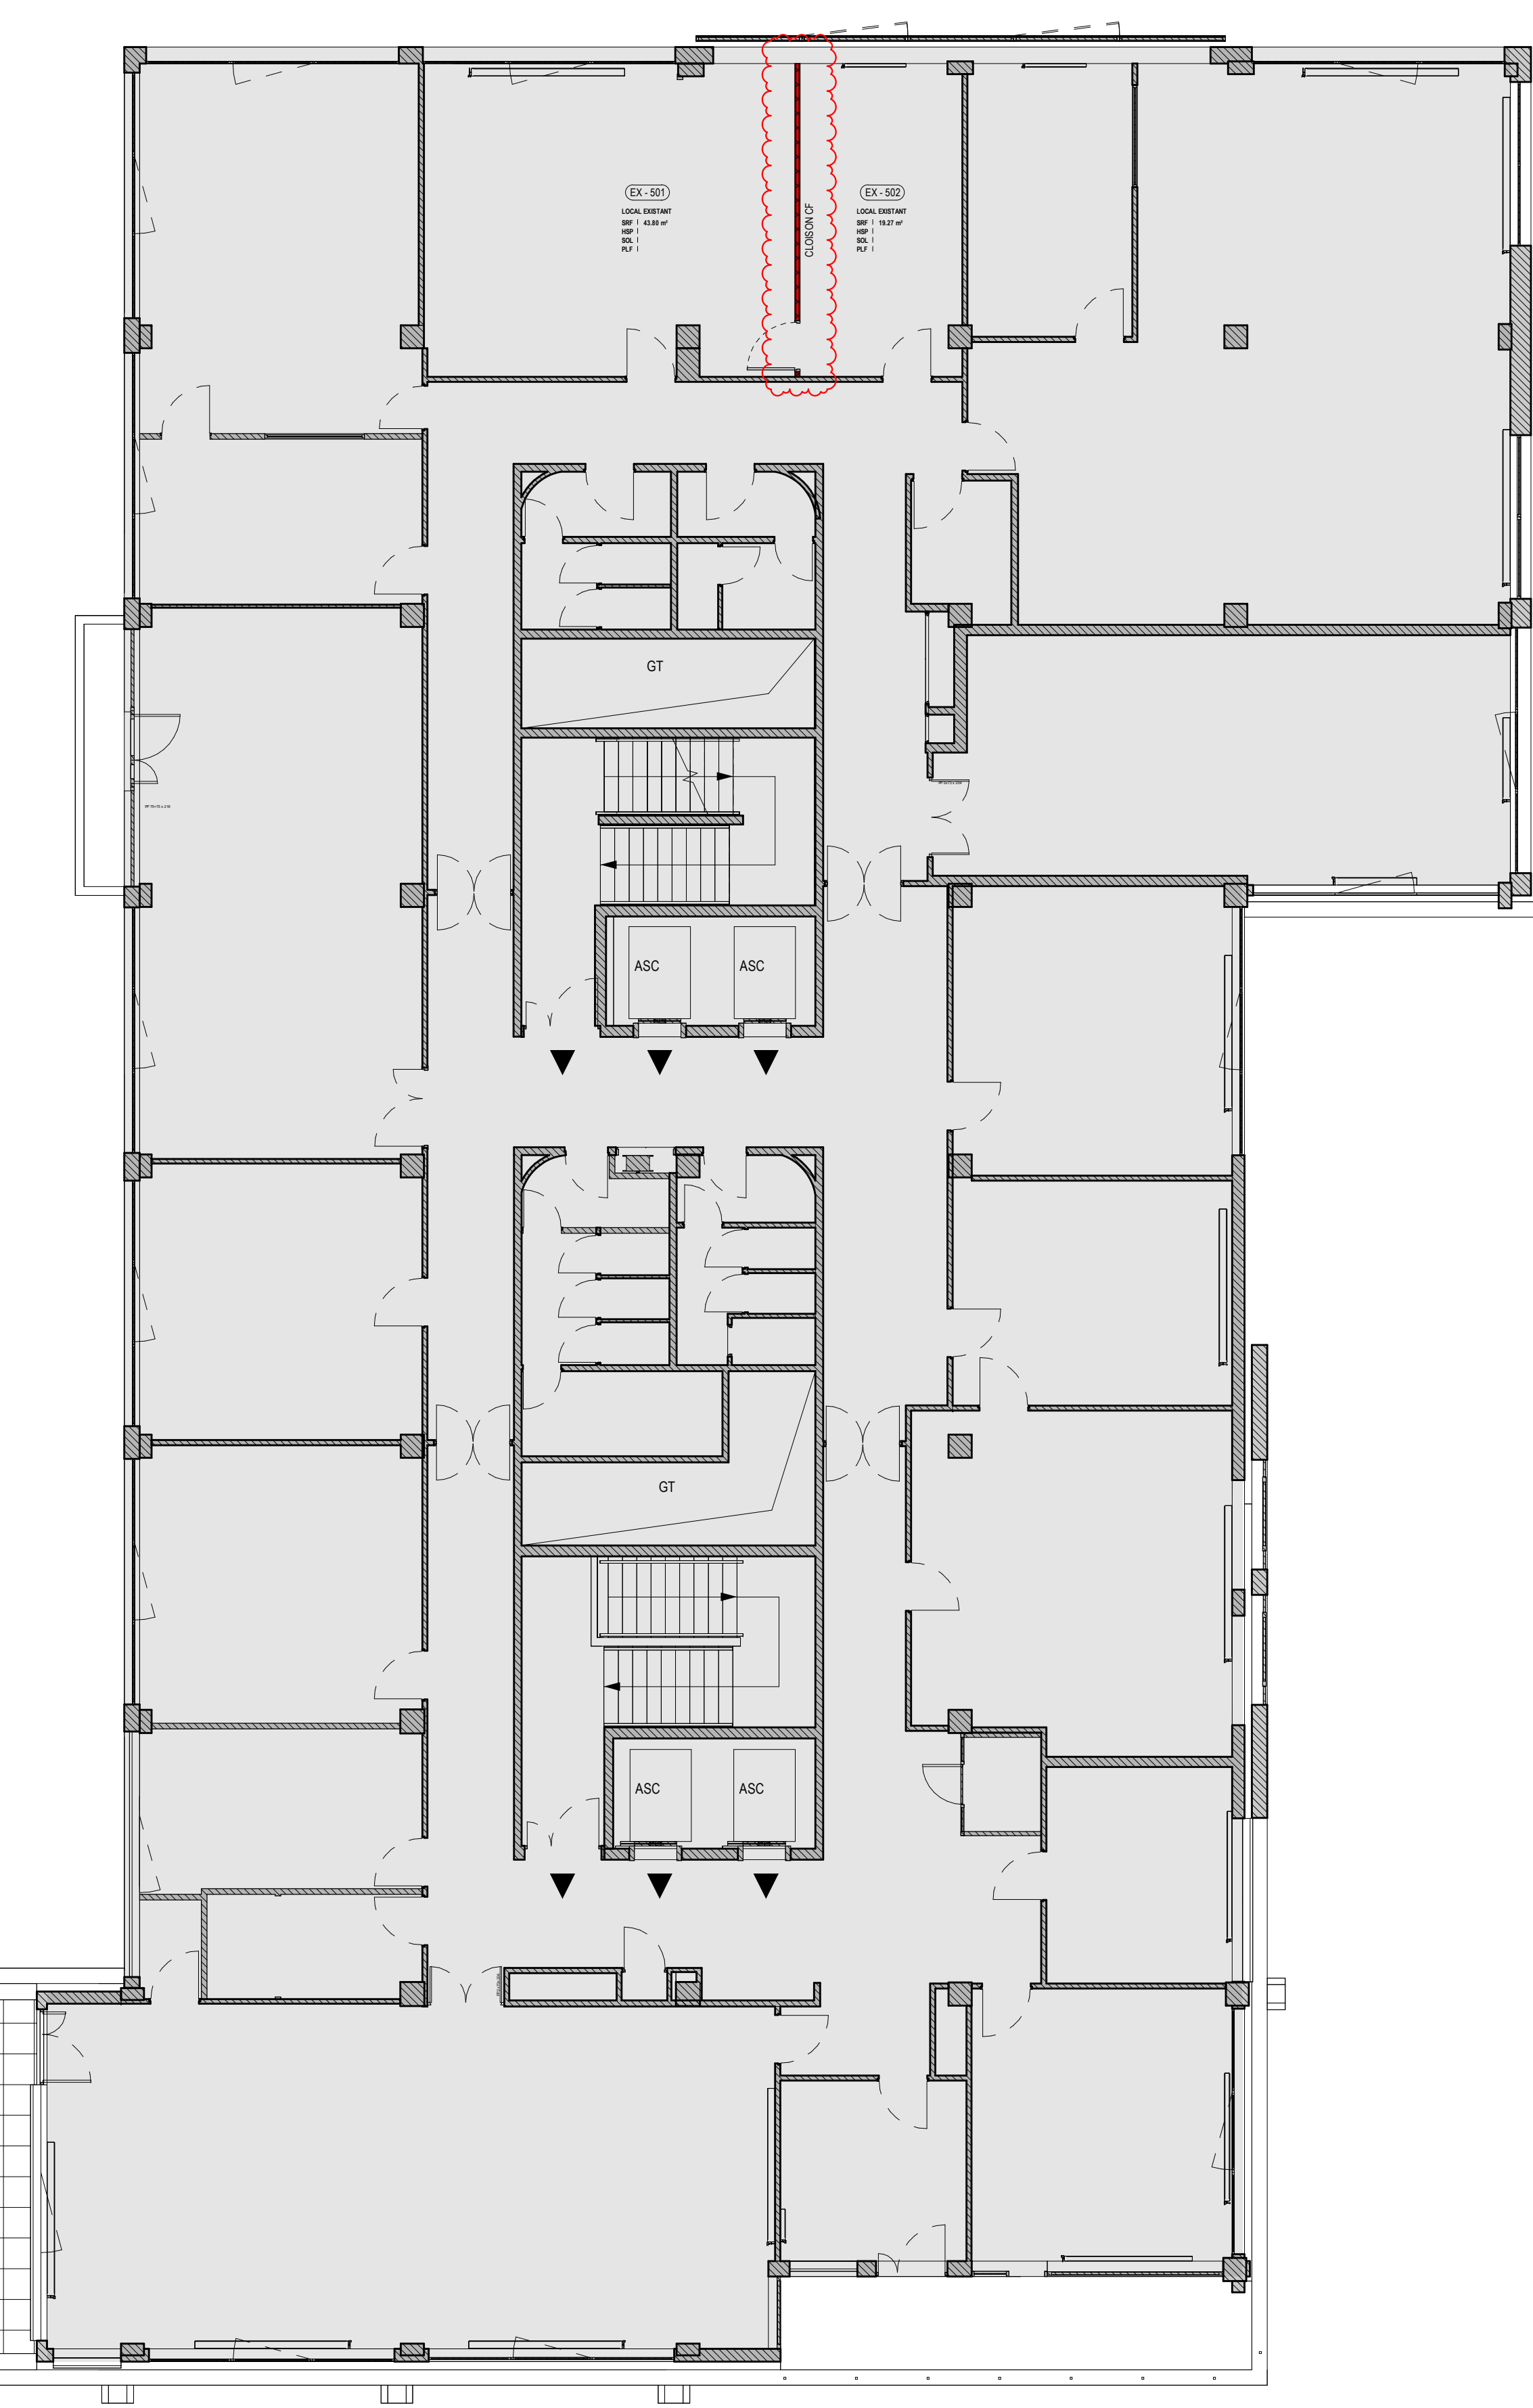 EX - 501
LOCAL EXISTANT
SRF | 43.80 m²
HSP |
SOL |
PLF |
CLOISON CF
EX - 502
LOCAL EXISTANT
SRF | 19.27 m²
HSP |
SOL |
PLF |
GT
ASC
ASC
GT
ASC
ASC